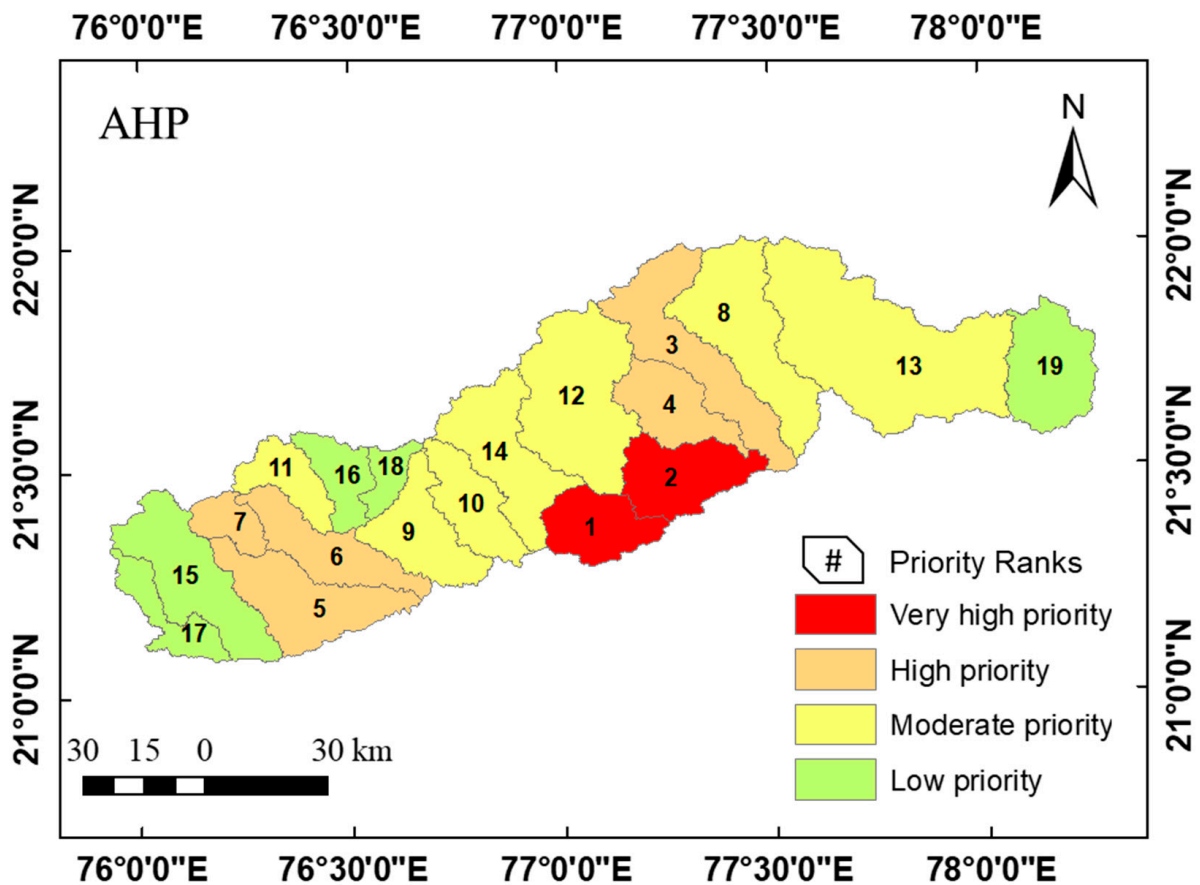 76°0'0"E 76°30'0"E 77°0'0"E 77°30'0"E 78°0'0"E
AHP
N
22°0'0"N 22°0'0"N
8
3
13
19
12
4
21°30'0"N 21°30'0"N
14
11
16 18
2
10
7
1
9
6
# Priority Ranks
15
5
Very high priority
17
High priority
21°0'0"N 21°0'0"N
Moderate priority
30 15 0 30 km
Low priority
76°0'0"E 76°30'0"E 77°0'0"E 77°30'0"E 78°0'0"E